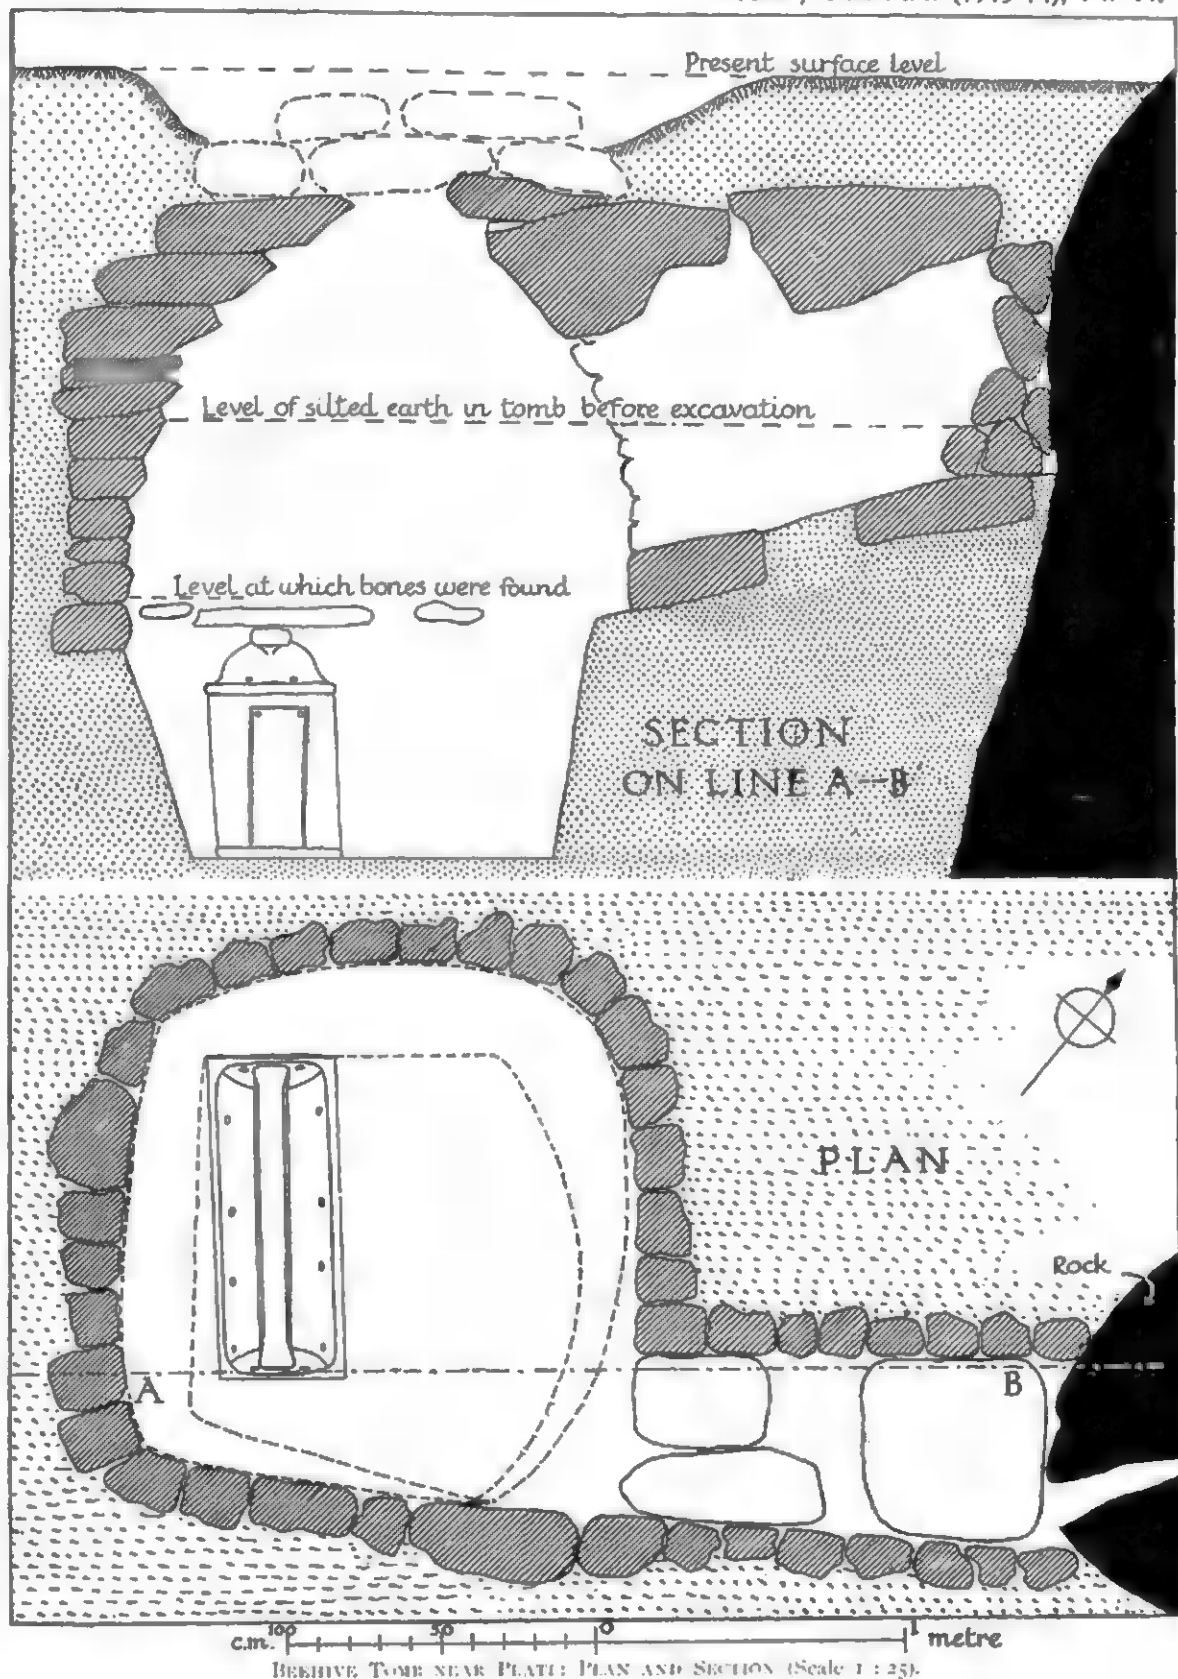 Present surface level
Level of silted earth in tomb before excavation
Level at which bones were found
SECTION
ON LINE A–B
PLAN
Rock
A
B
c.m. 100 50 0 1 metre
BEEHIVE TOMB NEAR PLATI: PLAN AND SECTION (Scale 1 : 25).